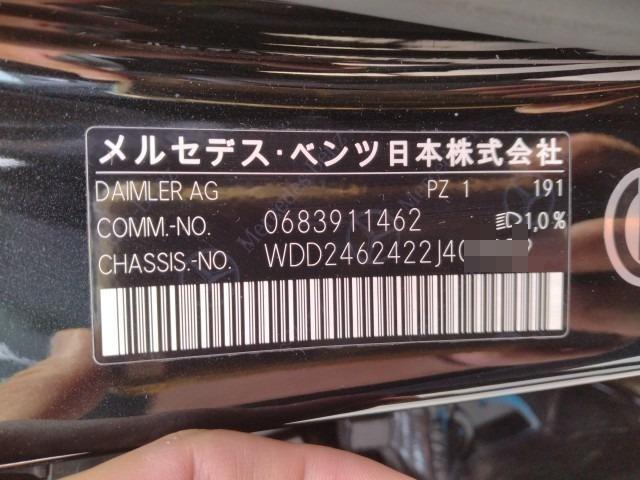 メルセデス・ベンツ日本株式会社
DAIMLER AG PZ 1 191
COMM.-NO. 0683911462 1,0%
CHASSIS.-NO. WDD2462422J40